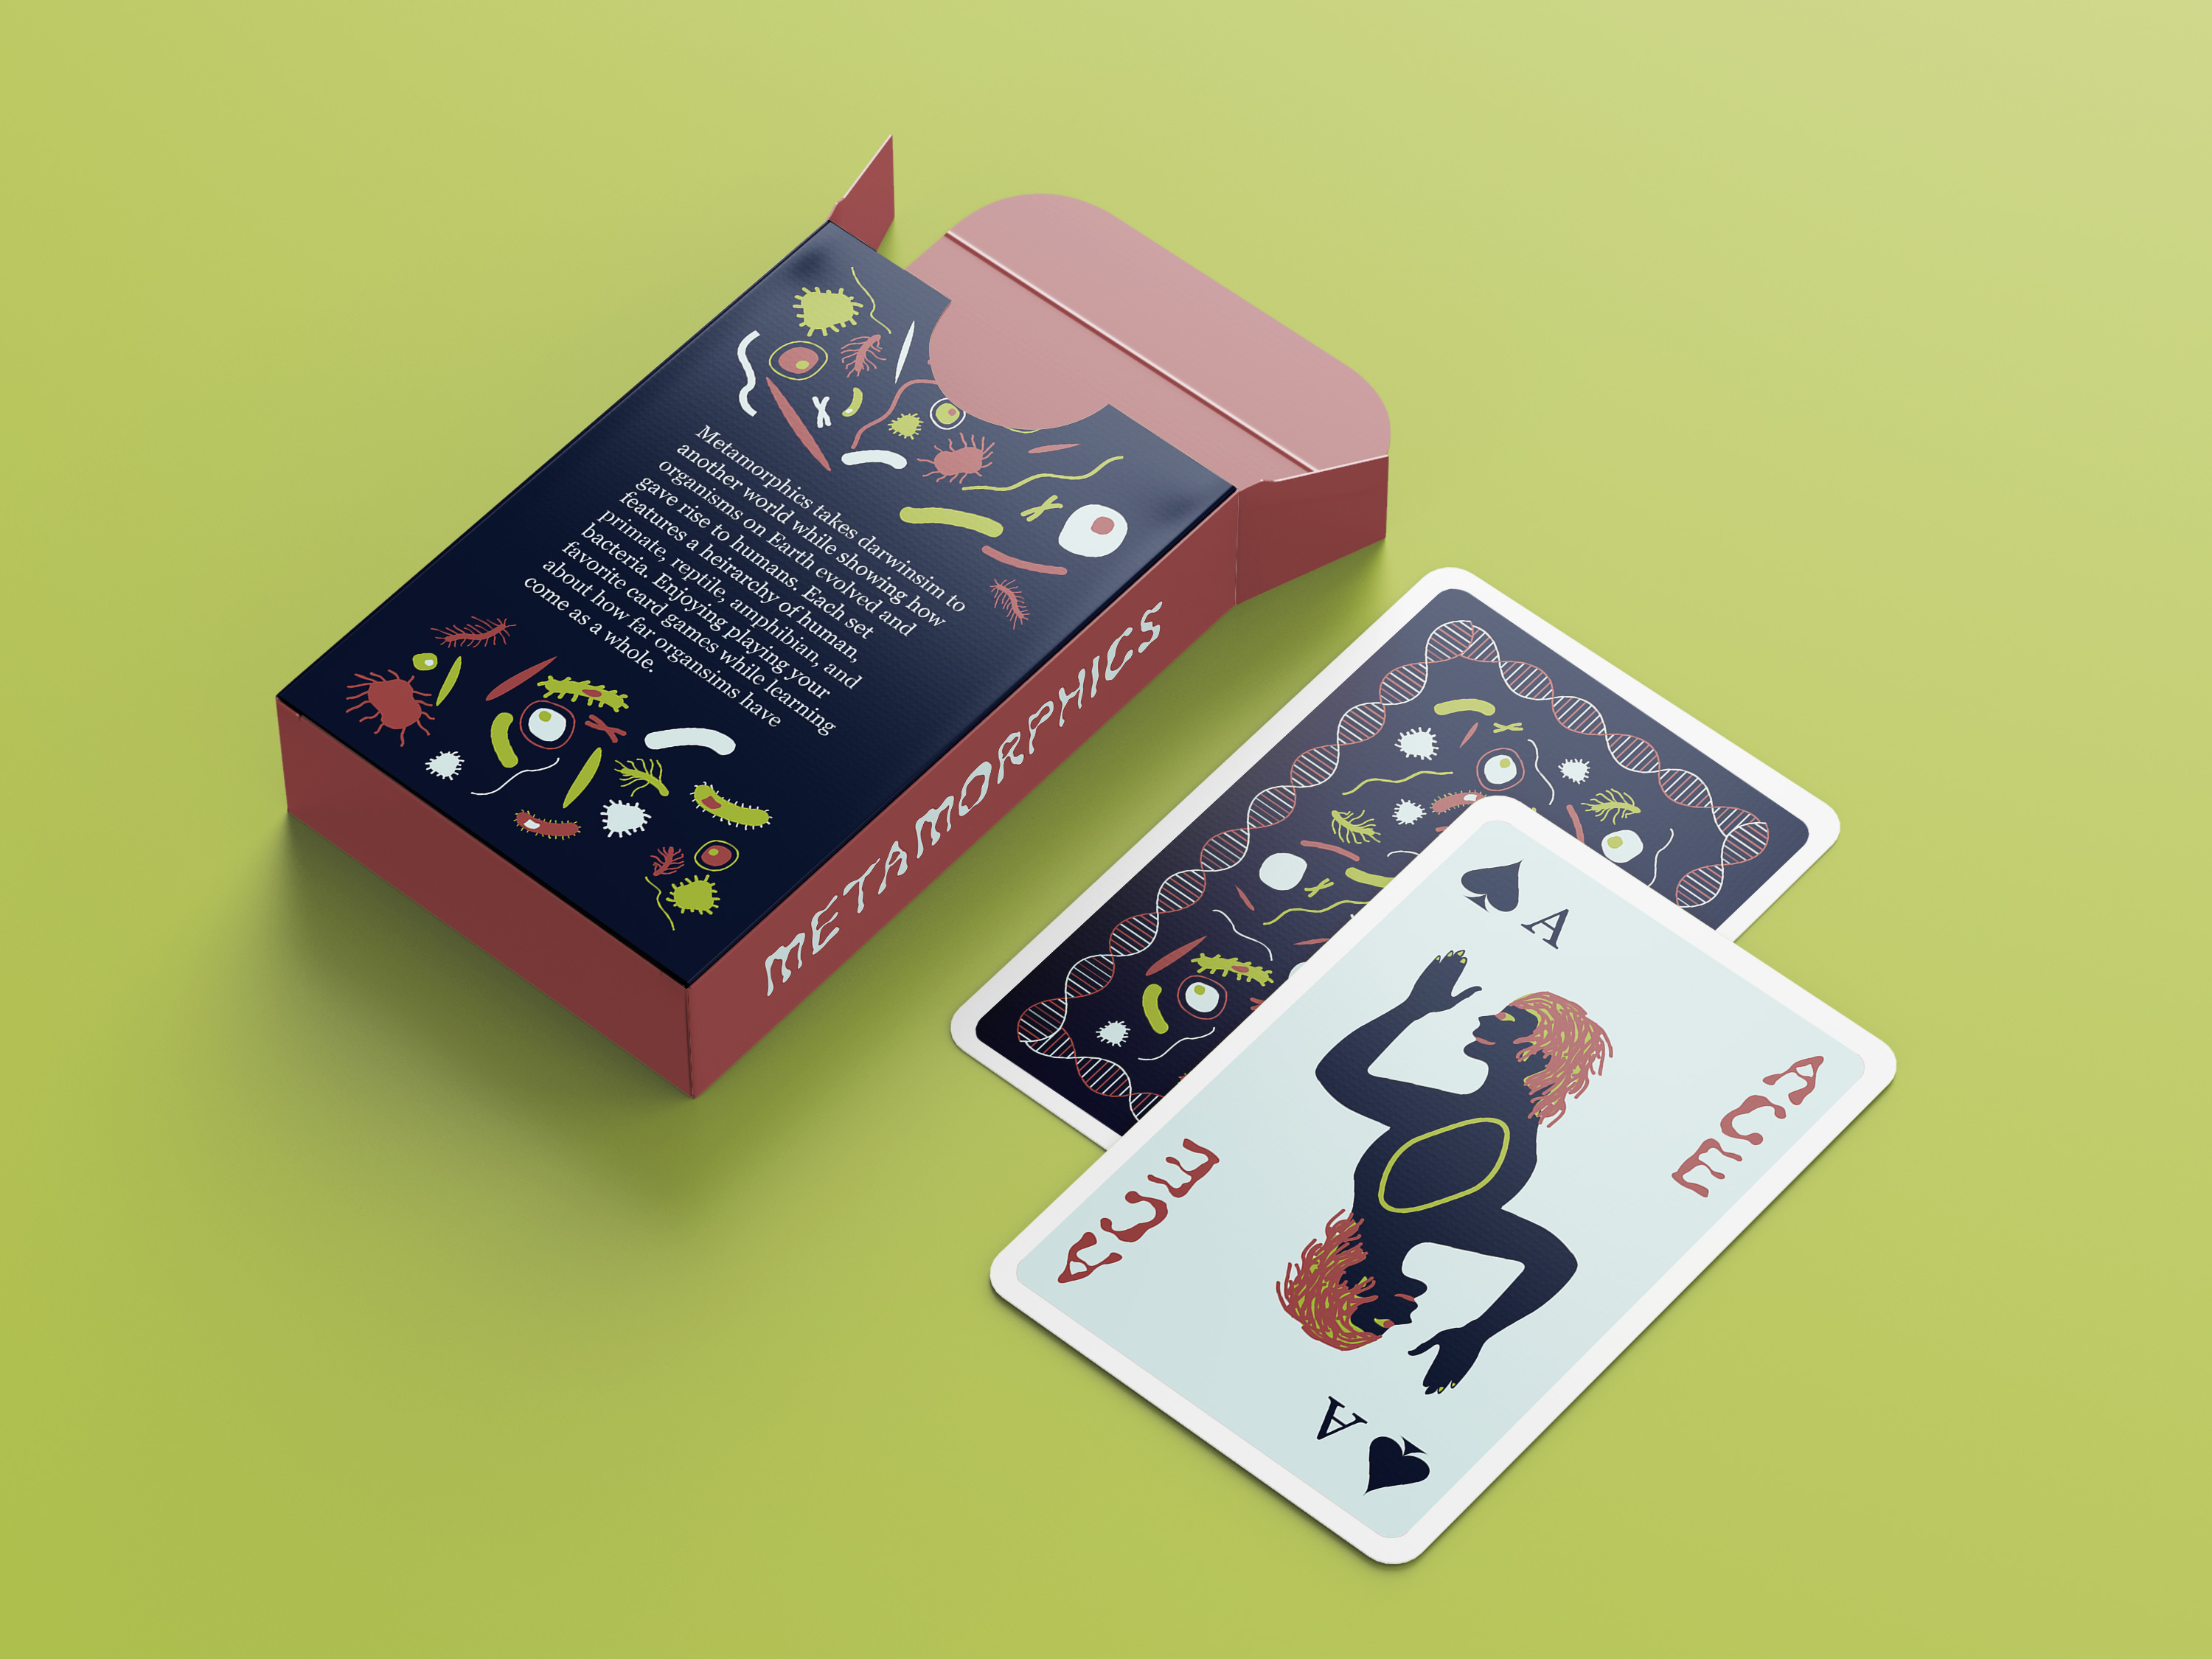 Metamorphics takes darwinsim to
another world while showing how
organisms on Earth evolved and
gave rise to humans. Each set
features a heirarchy of human,
primate, reptile, amphibian, and
bacteria. Enjoying playing your
favorite card games while learning
about how far organsims have
come as a whole.
METAMORPHICS
A
ACE
ACE
A